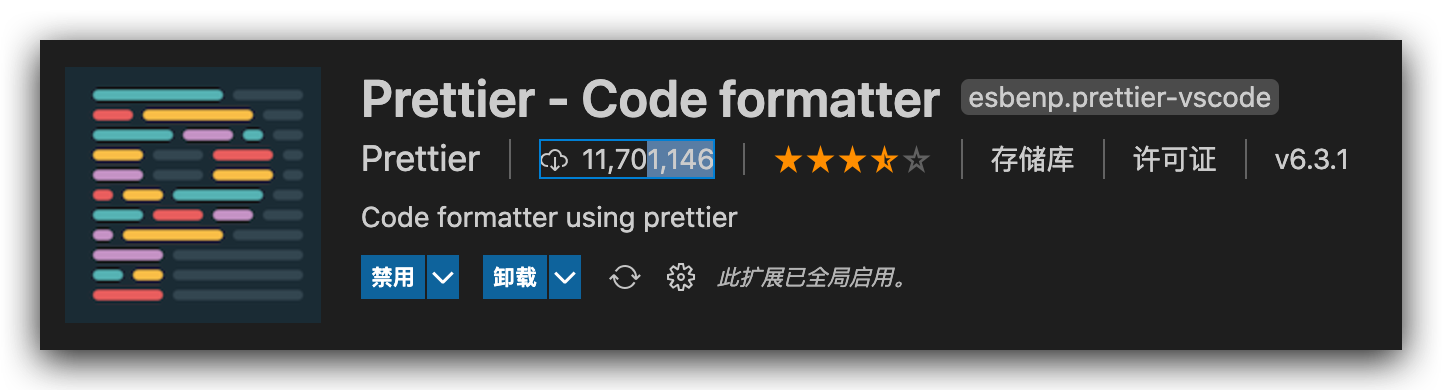 Prettier - Code formatter esbenp.prettier-vscode
Prettier 11,701,146 存储库 许可证 v6.3.1
Code formatter using prettier
禁用 卸载 此扩展已全局启用。